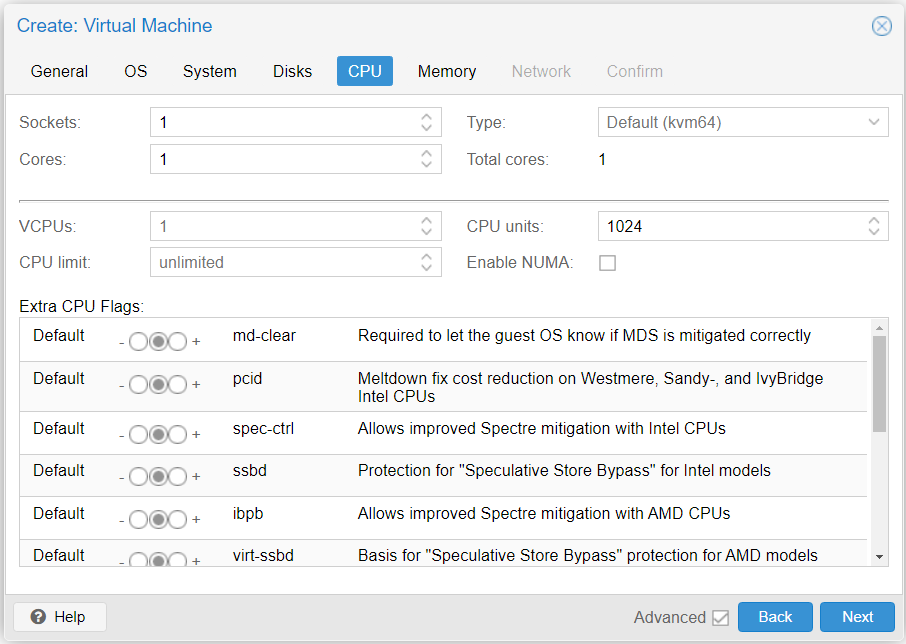 Create: Virtual Machine
General OS System Disks CPU Memory Network Confirm
Sockets: 1 Type: Default (kvm64)
Cores: 1 Total cores: 1
VCPUs: 1 CPU units: 1024
CPU limit: unlimited Enable NUMA:
Extra CPU Flags:
Default - + md-clear Required to let the guest OS know if MDS is mitigated correctly
Default - + pcid Meltdown fix cost reduction on Westmere, Sandy-, and IvyBridge
Intel CPUs
Default - + spec-ctrl Allows improved Spectre mitigation with Intel CPUs
Default - + ssbd Protection for "Speculative Store Bypass" for Intel models
Default - + ibpb Allows improved Spectre mitigation with AMD CPUs
Default - + virt-ssbd Basis for "Speculative Store Bypass" protection for AMD models
? Help Advanced Back Next